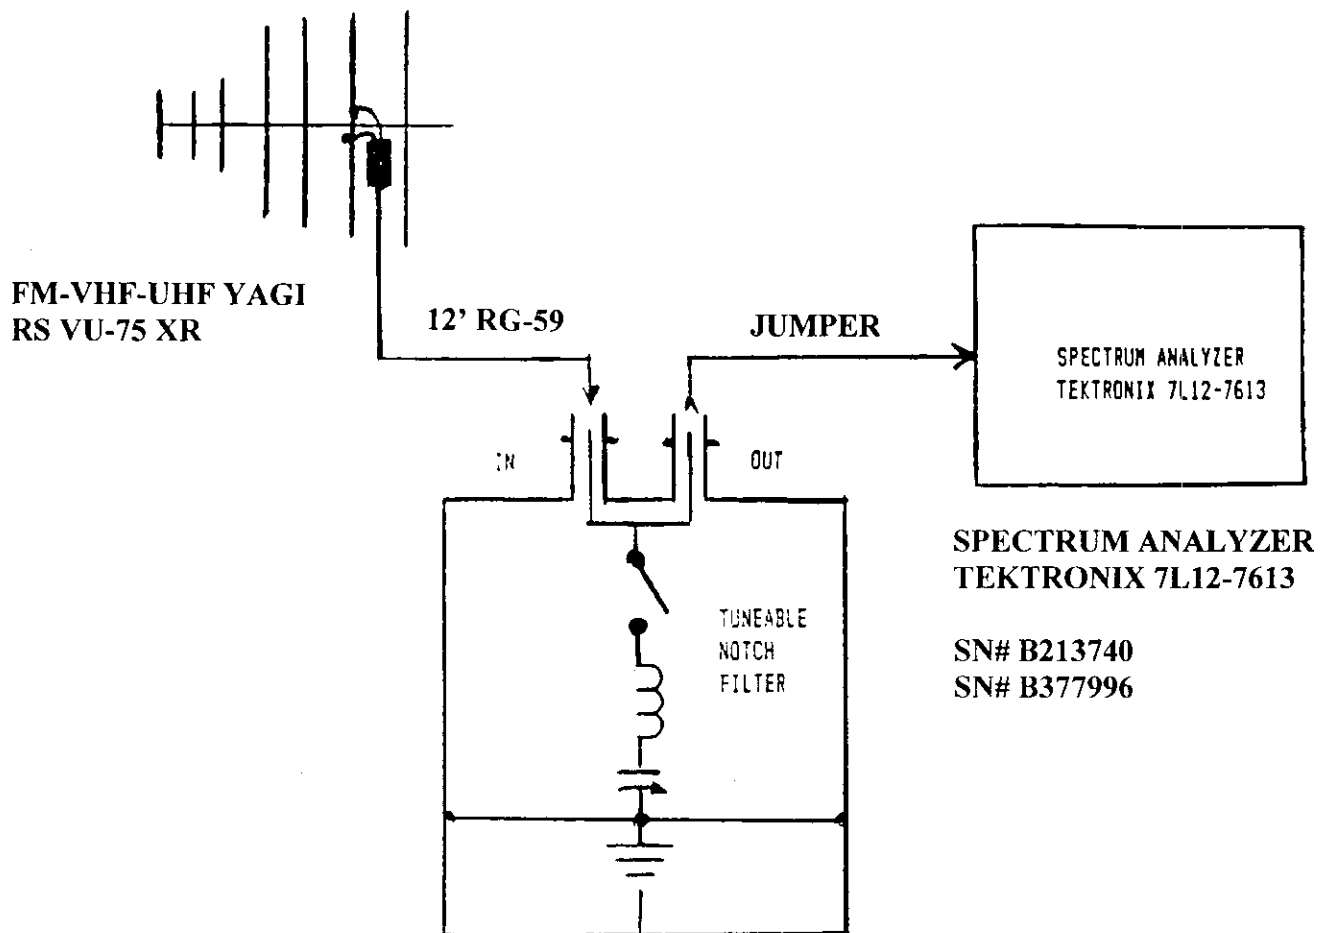 FM-VHF-UHF YAGI
RS VU-75 XR
12' RG-59
JUMPER
SPECTRUM ANALYZER
TEKTRONIX 7L12-7613
IN
OUT
SPECTRUM ANALYZER
TEKTRONIX 7L12-7613
TUNEABLE
NOTCH
FILTER
SN# B213740
SN# B377996